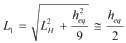 $L_1 = \sqrt{L_H^2 + \frac{h_{eq}^2}{9}} \cong \frac{h_{eq}}{2}$